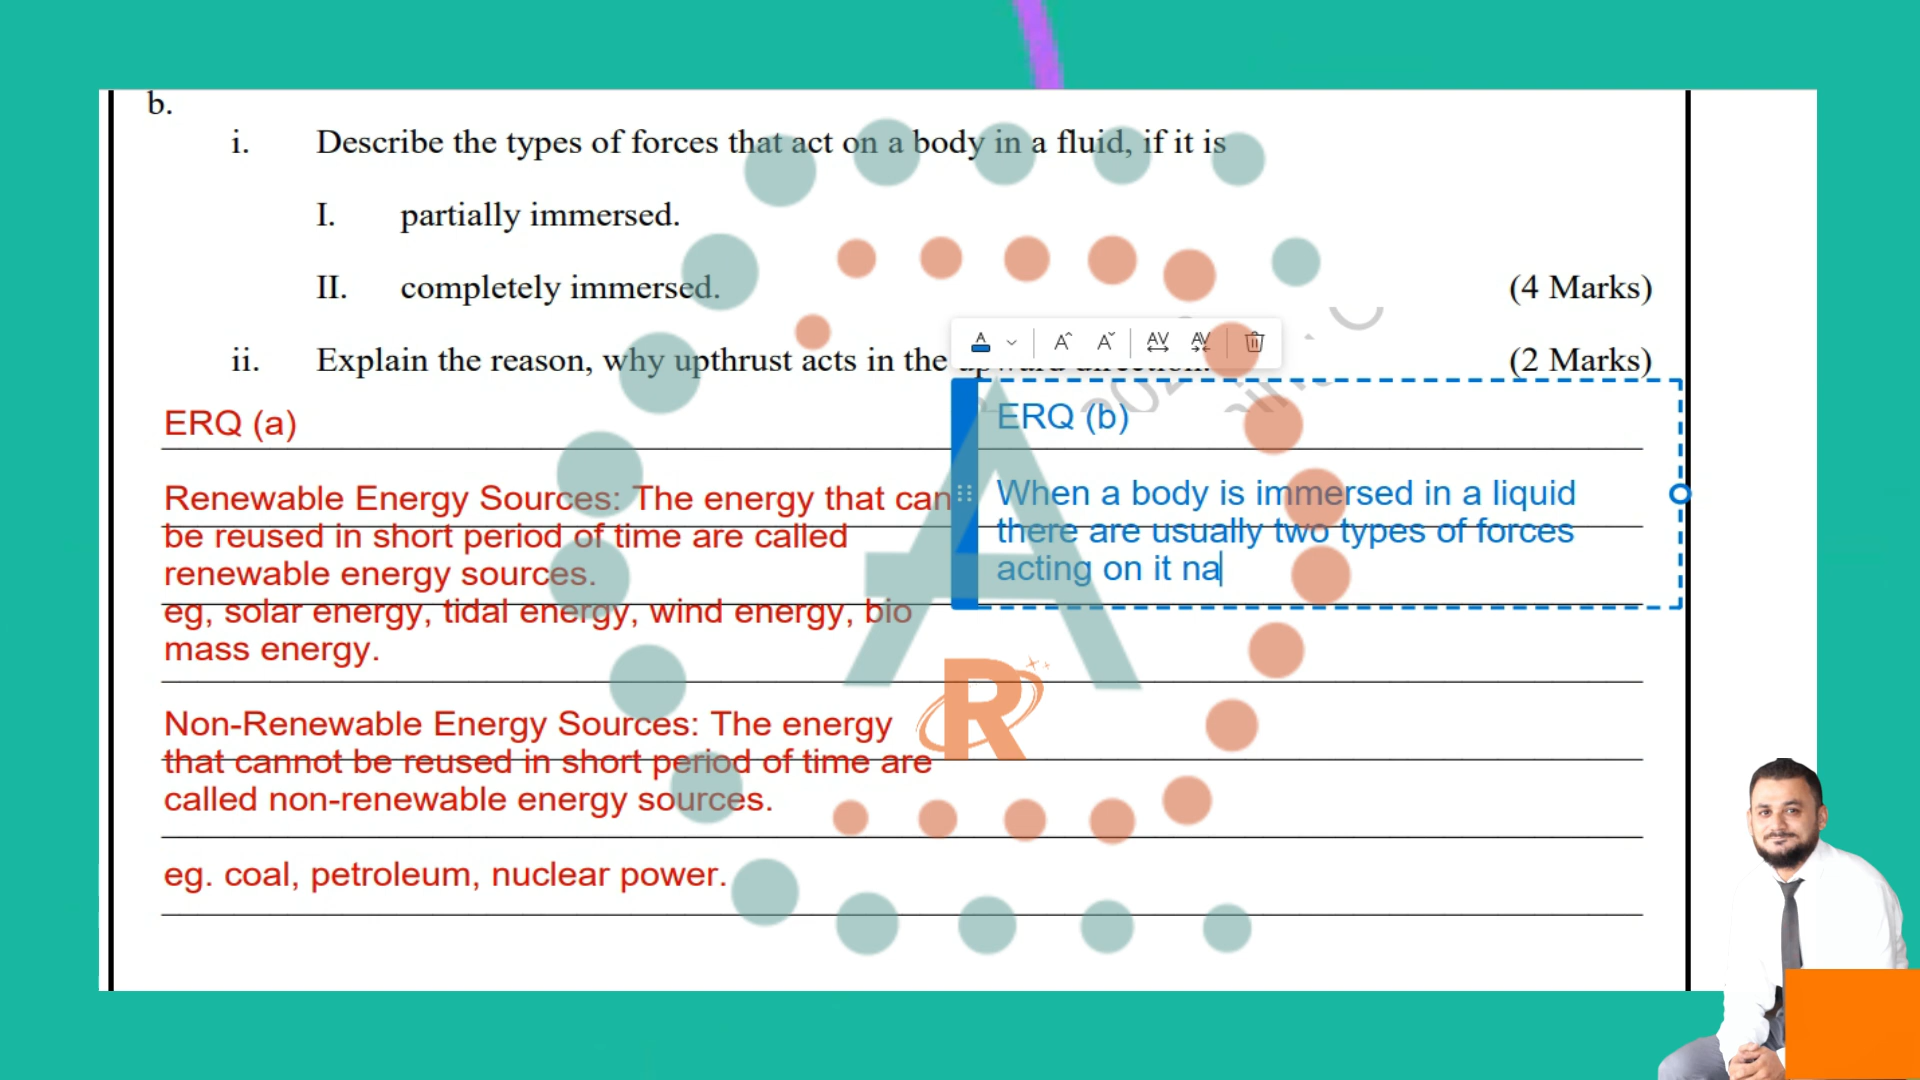 b.
i. Describe the types of forces that act on a body in a fluid, if it is
I. partially immersed.
II. completely immersed. (4 Marks)
ii. Explain the reason, why upthrust acts in the upward direction. (2 Marks)
ERQ (a)
Renewable Energy Sources: The energy that can
be reused in short period of time are called
renewable energy sources.
eg, solar energy, tidal energy, wind energy, bio
mass energy.
Non-Renewable Energy Sources: The energy
that cannot be reused in short period of time are
called non-renewable energy sources.
eg. coal, petroleum, nuclear power.
ERQ (b)
When a body is immersed in a liquid
there are usually two types of forces
acting on it na
A
R